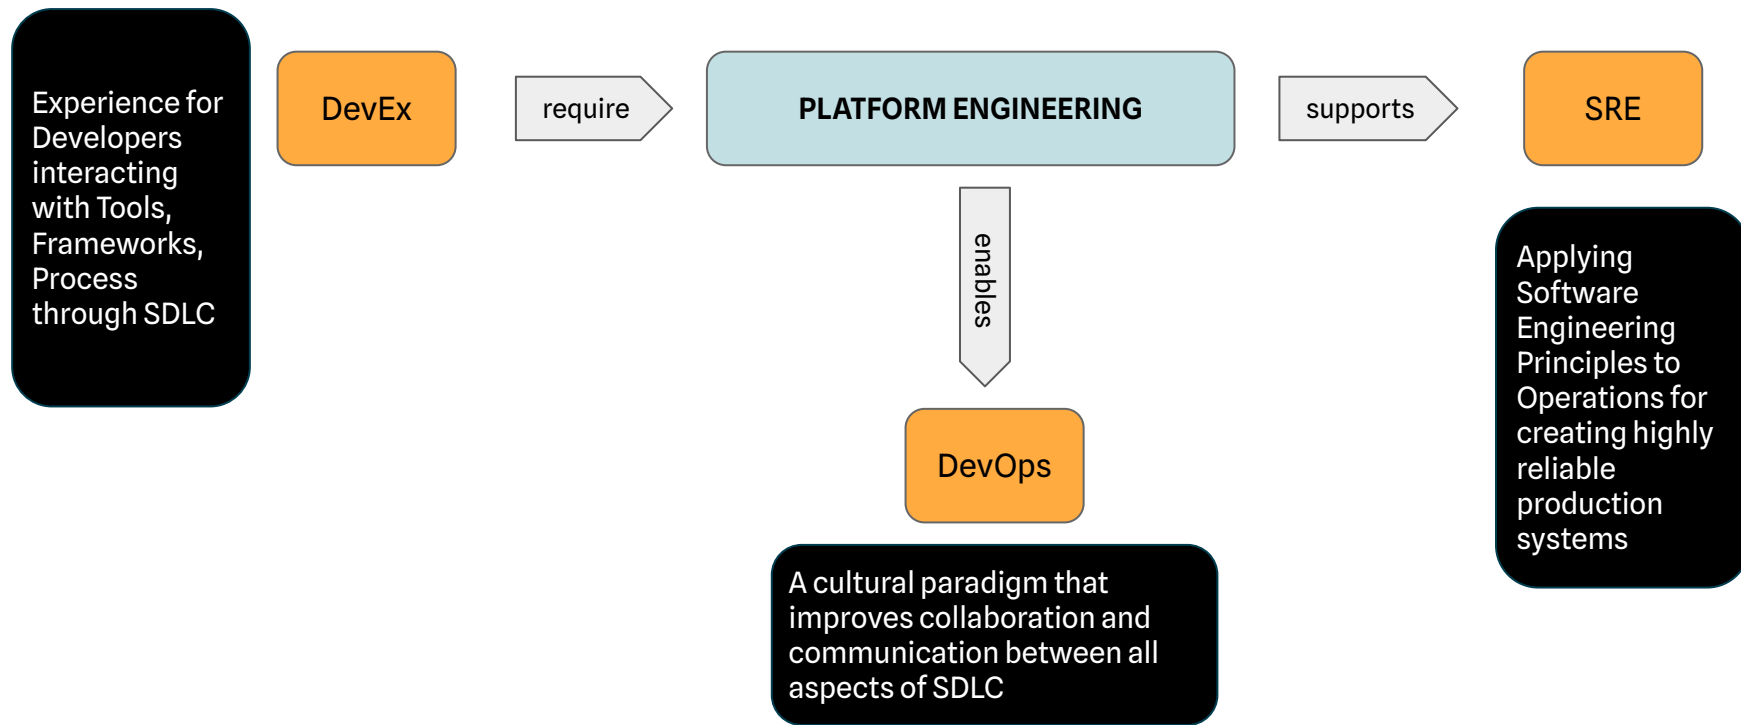 Experience for
Developers
interacting
with Tools,
Frameworks,
Process
through SDLC
DevEx
require
PLATFORM ENGINEERING
supports
SRE
enables
Applying
Software
Engineering
Principles to
Operations for
creating highly
reliable
production
systems
DevOps
A cultural paradigm that
improves collaboration and
communication between all
aspects of SDLC